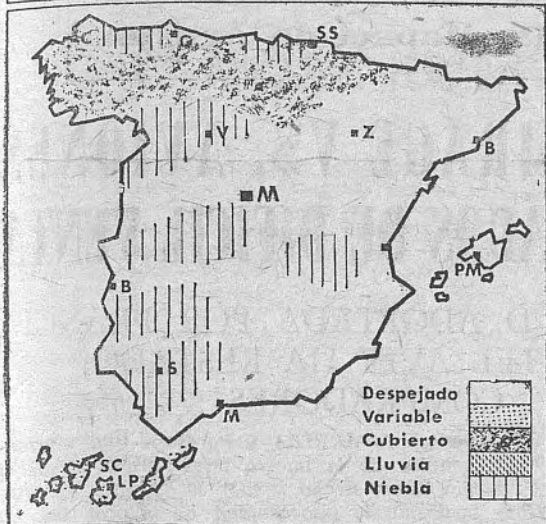 C
G
SS
V
Z
B
M
PM
B
S
M
SC
LP
Despejado
Variable
Cubierto
Lluvia
Niebla